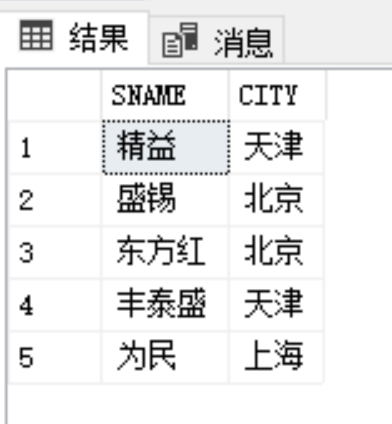 结果 消息
SNAME CITY
1 精益 天津
2 盛锡 北京
3 东方红 北京
4 丰泰盛 天津
5 为民 上海